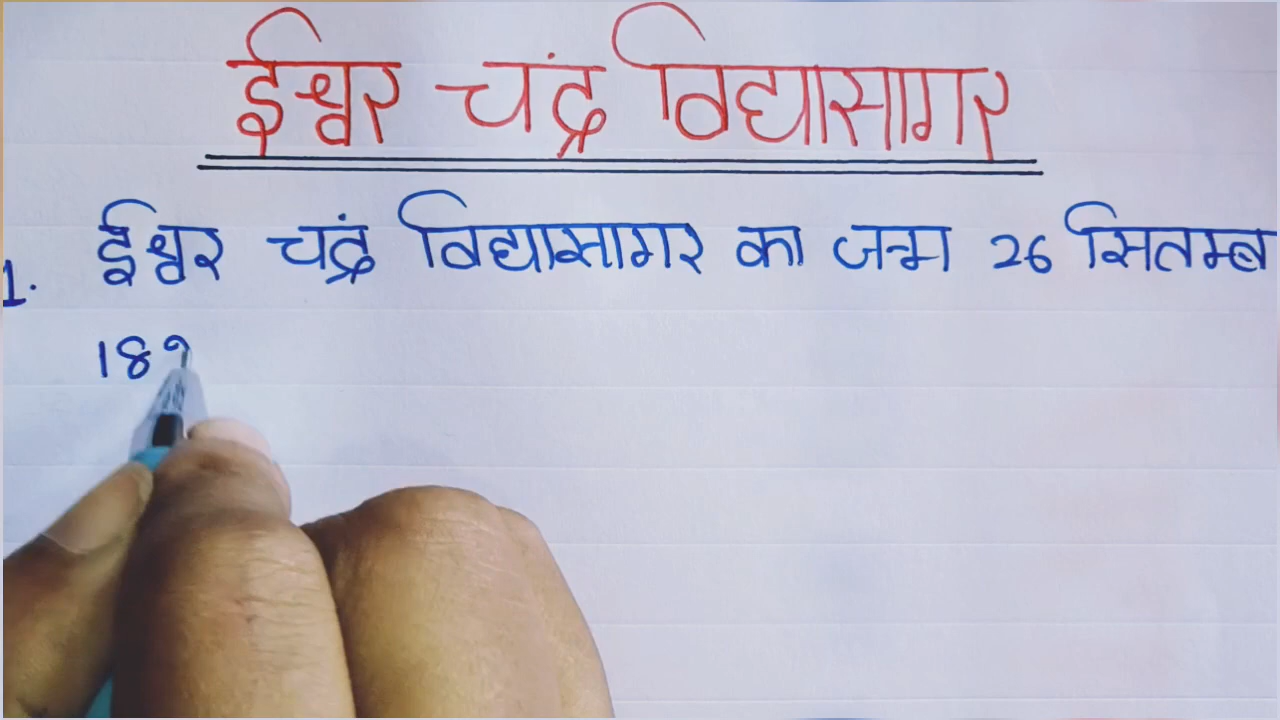 ईश्वर चंद्र विद्यासागर
1. ईश्वर चंद्र विद्यासागर का जन्म 26 सितम्ब
18